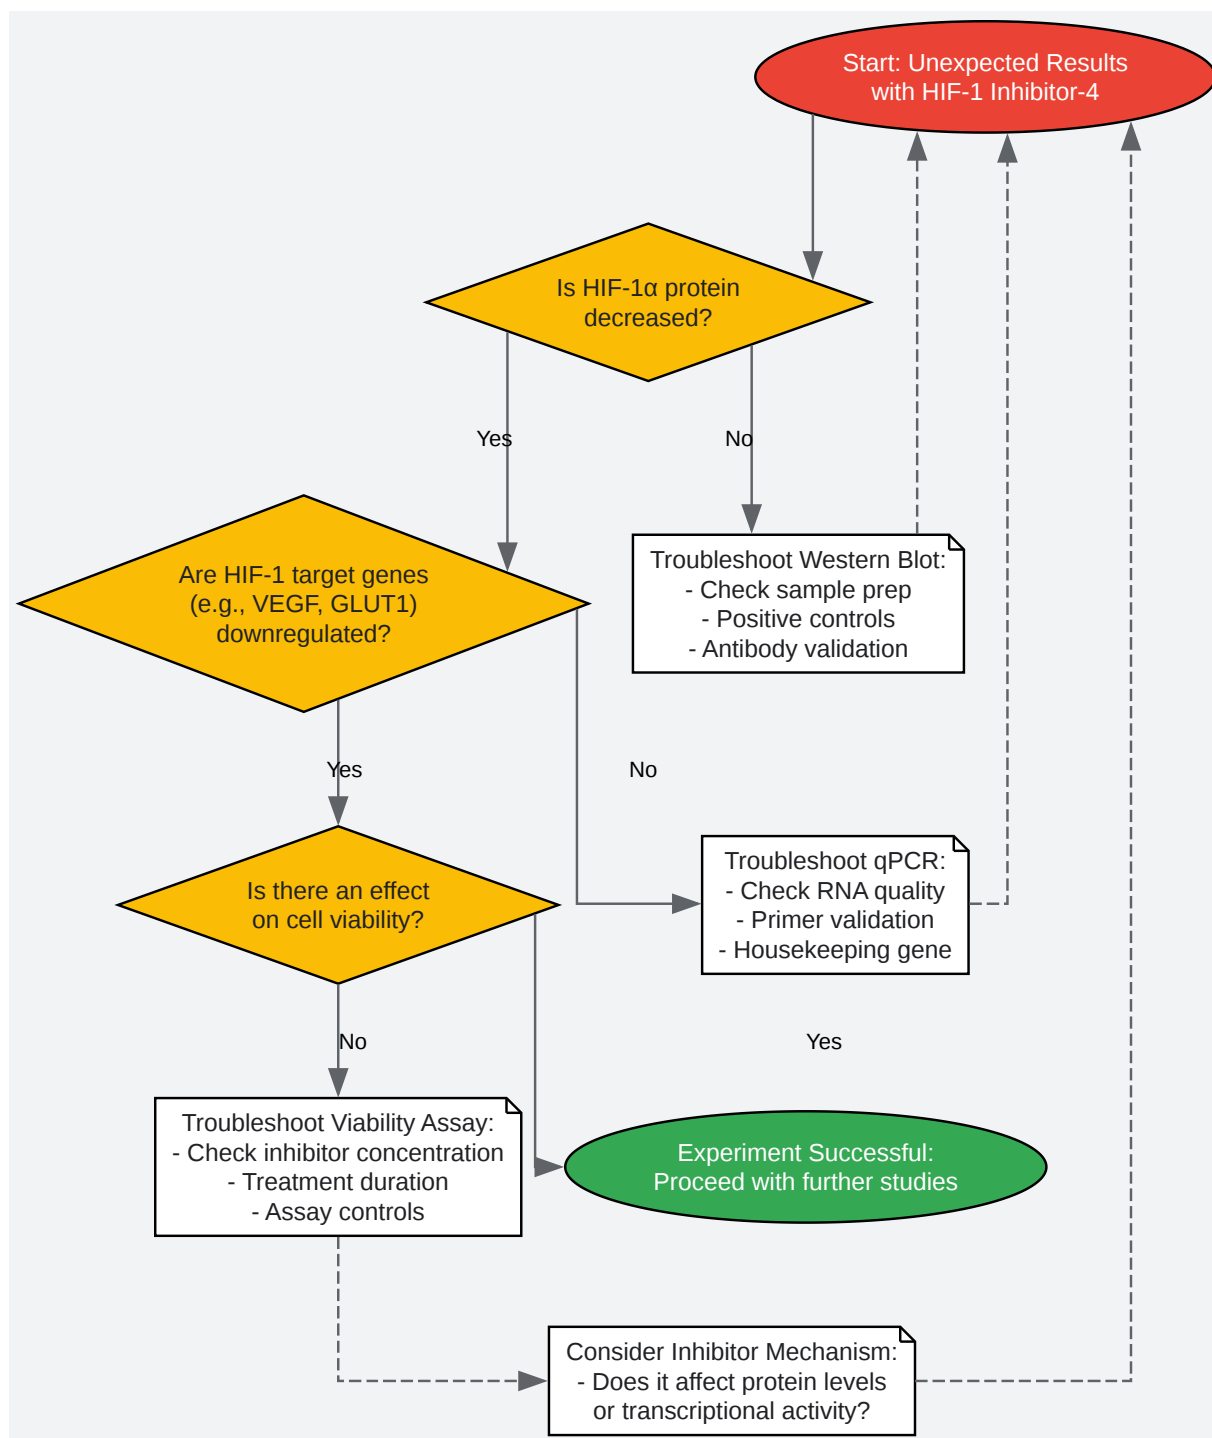 Start: Unexpected Results
with HIF-1 Inhibitor-4
Is HIF-1α protein
decreased?
Yes
No
Are HIF-1 target genes
(e.g., VEGF, GLUT1)
downregulated?
Troubleshoot Western Blot:
- Check sample prep
- Positive controls
- Antibody validation
Yes
No
Is there an effect
on cell viability?
Troubleshoot qPCR:
- Check RNA quality
- Primer validation
- Housekeeping gene
No
Yes
Troubleshoot Viability Assay:
- Check inhibitor concentration
- Treatment duration
- Assay controls
Experiment Successful:
Proceed with further studies
Consider Inhibitor Mechanism:
- Does it affect protein levels
or transcriptional activity?